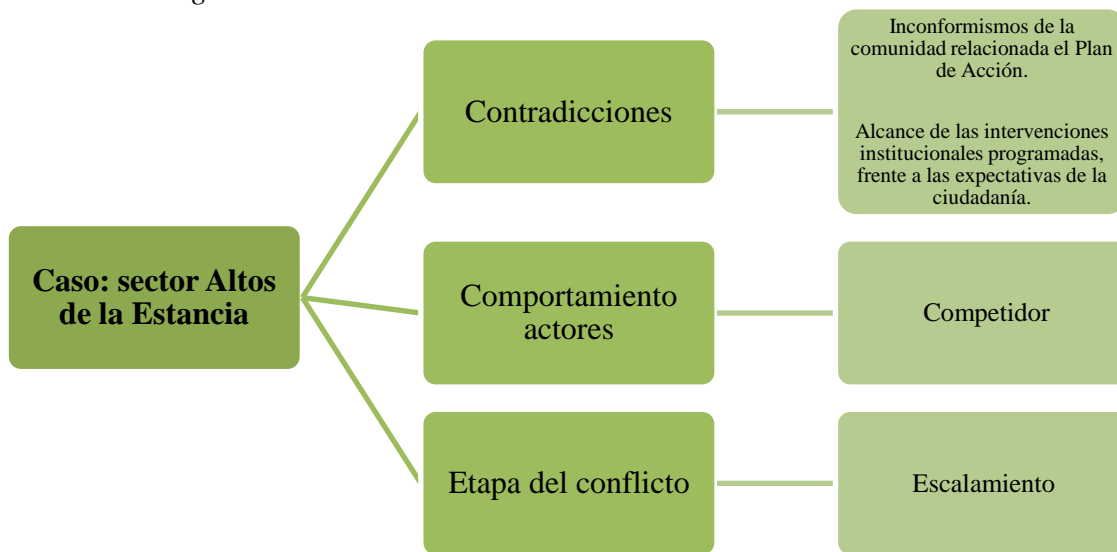 Caso: sector Altos
de la Estancia
Contradicciones
Inconformismos de la
comunidad relacionada el Plan
de Acción.
Alcance de las intervenciones
institucionales programadas,
frente a las expectativas de la
ciudadanía.
Comportamiento
actores
Competidor
Etapa del conflicto
Escalamiento